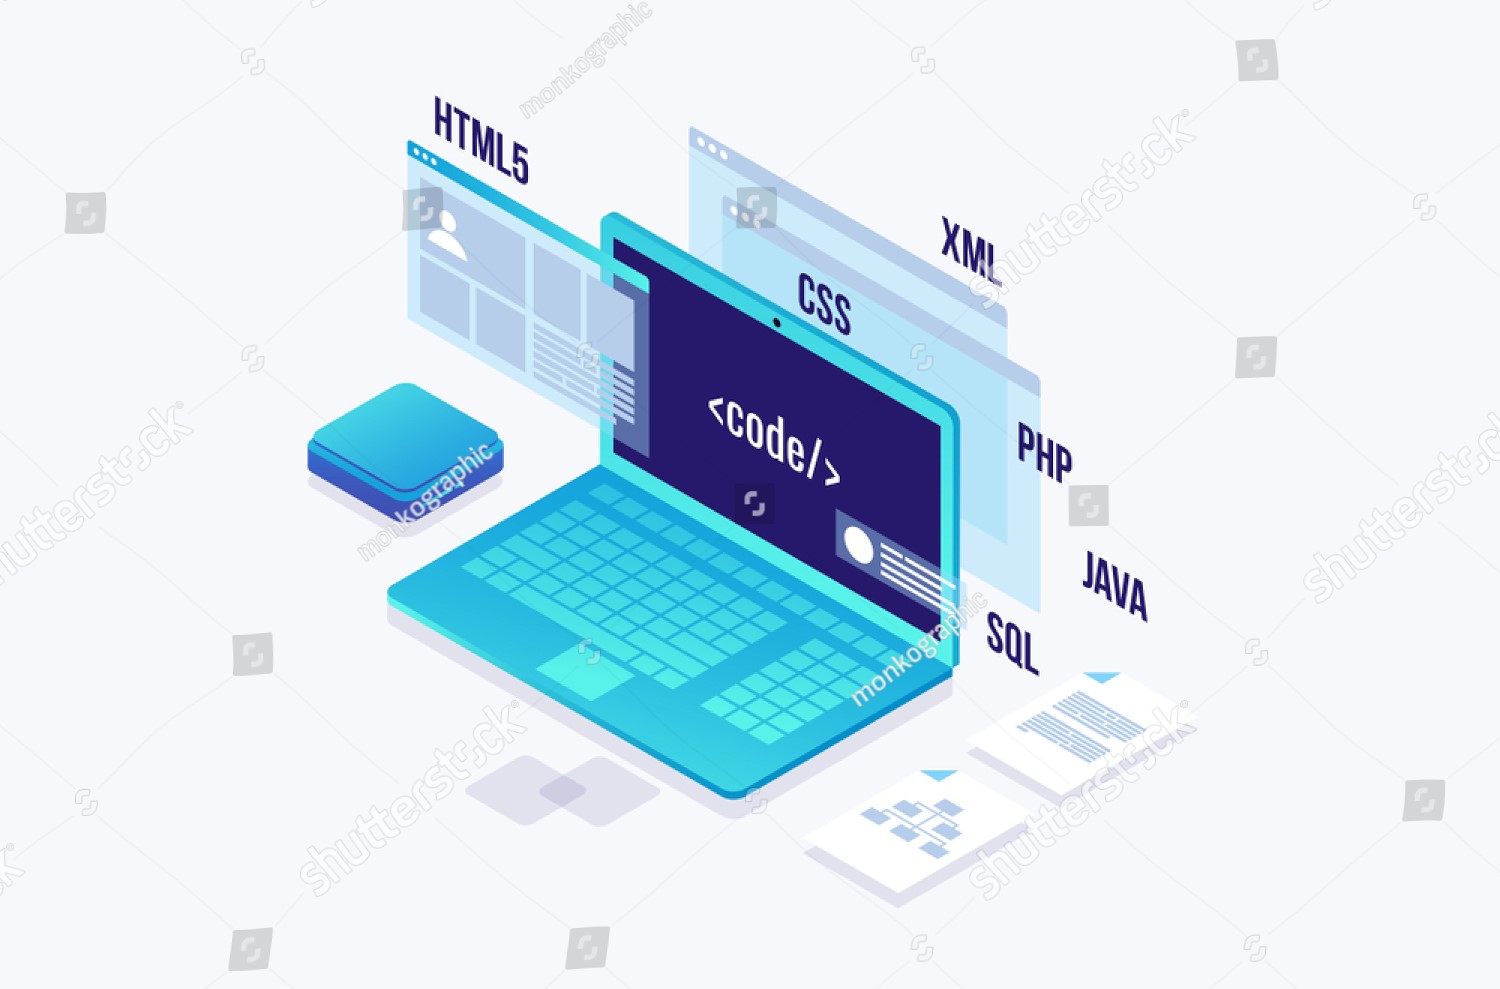 monkographic
HTML5
shutterstock
XML
CSS
<code/>
PHP
shutterstock
monkographic
shutterstock
JAVA
SQL
monkographic
shutterstock
shutterstock